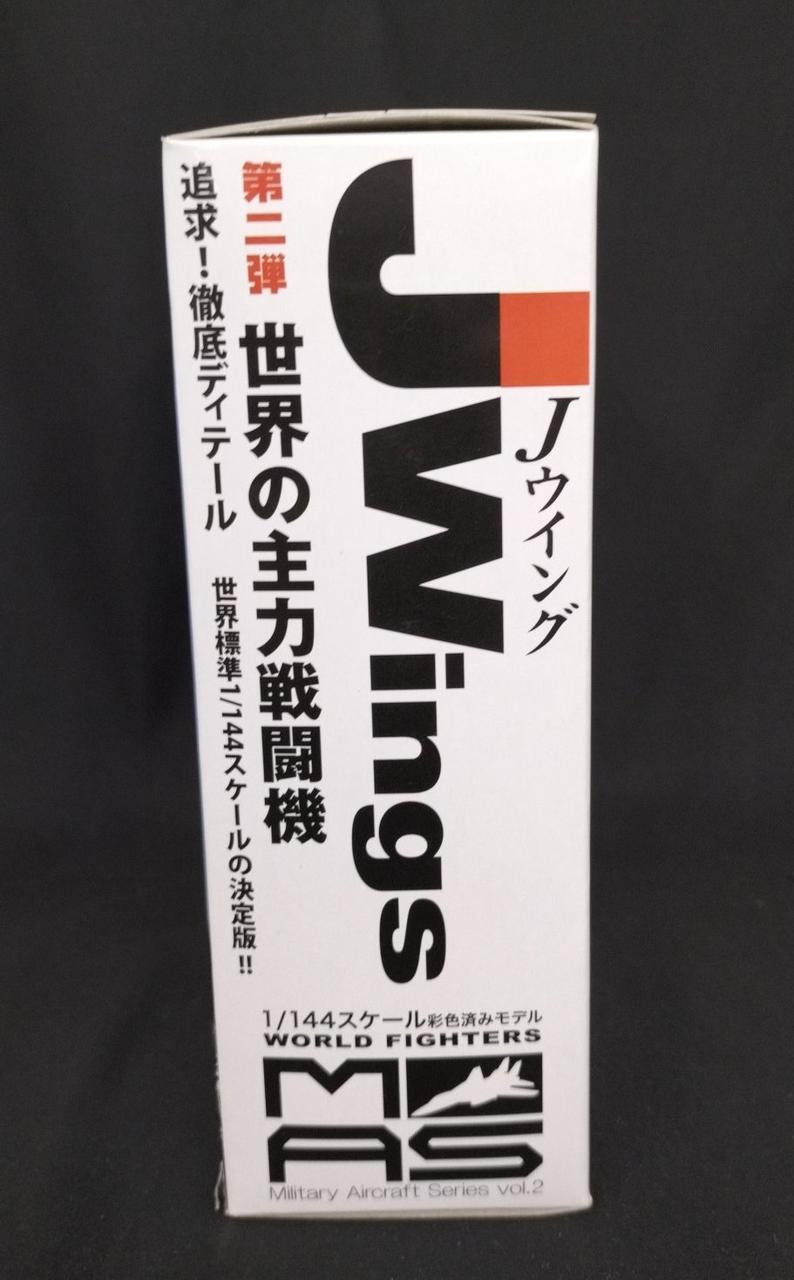 Jウイング
JWings
第二弾 世界の主力戦闘機
追求！徹底ディテール 世界標準1/144スケールの決定版!!
1/144スケール彩色済みモデル
WORLD FIGHTERS
MAS
Military Aircraft Series vol.2